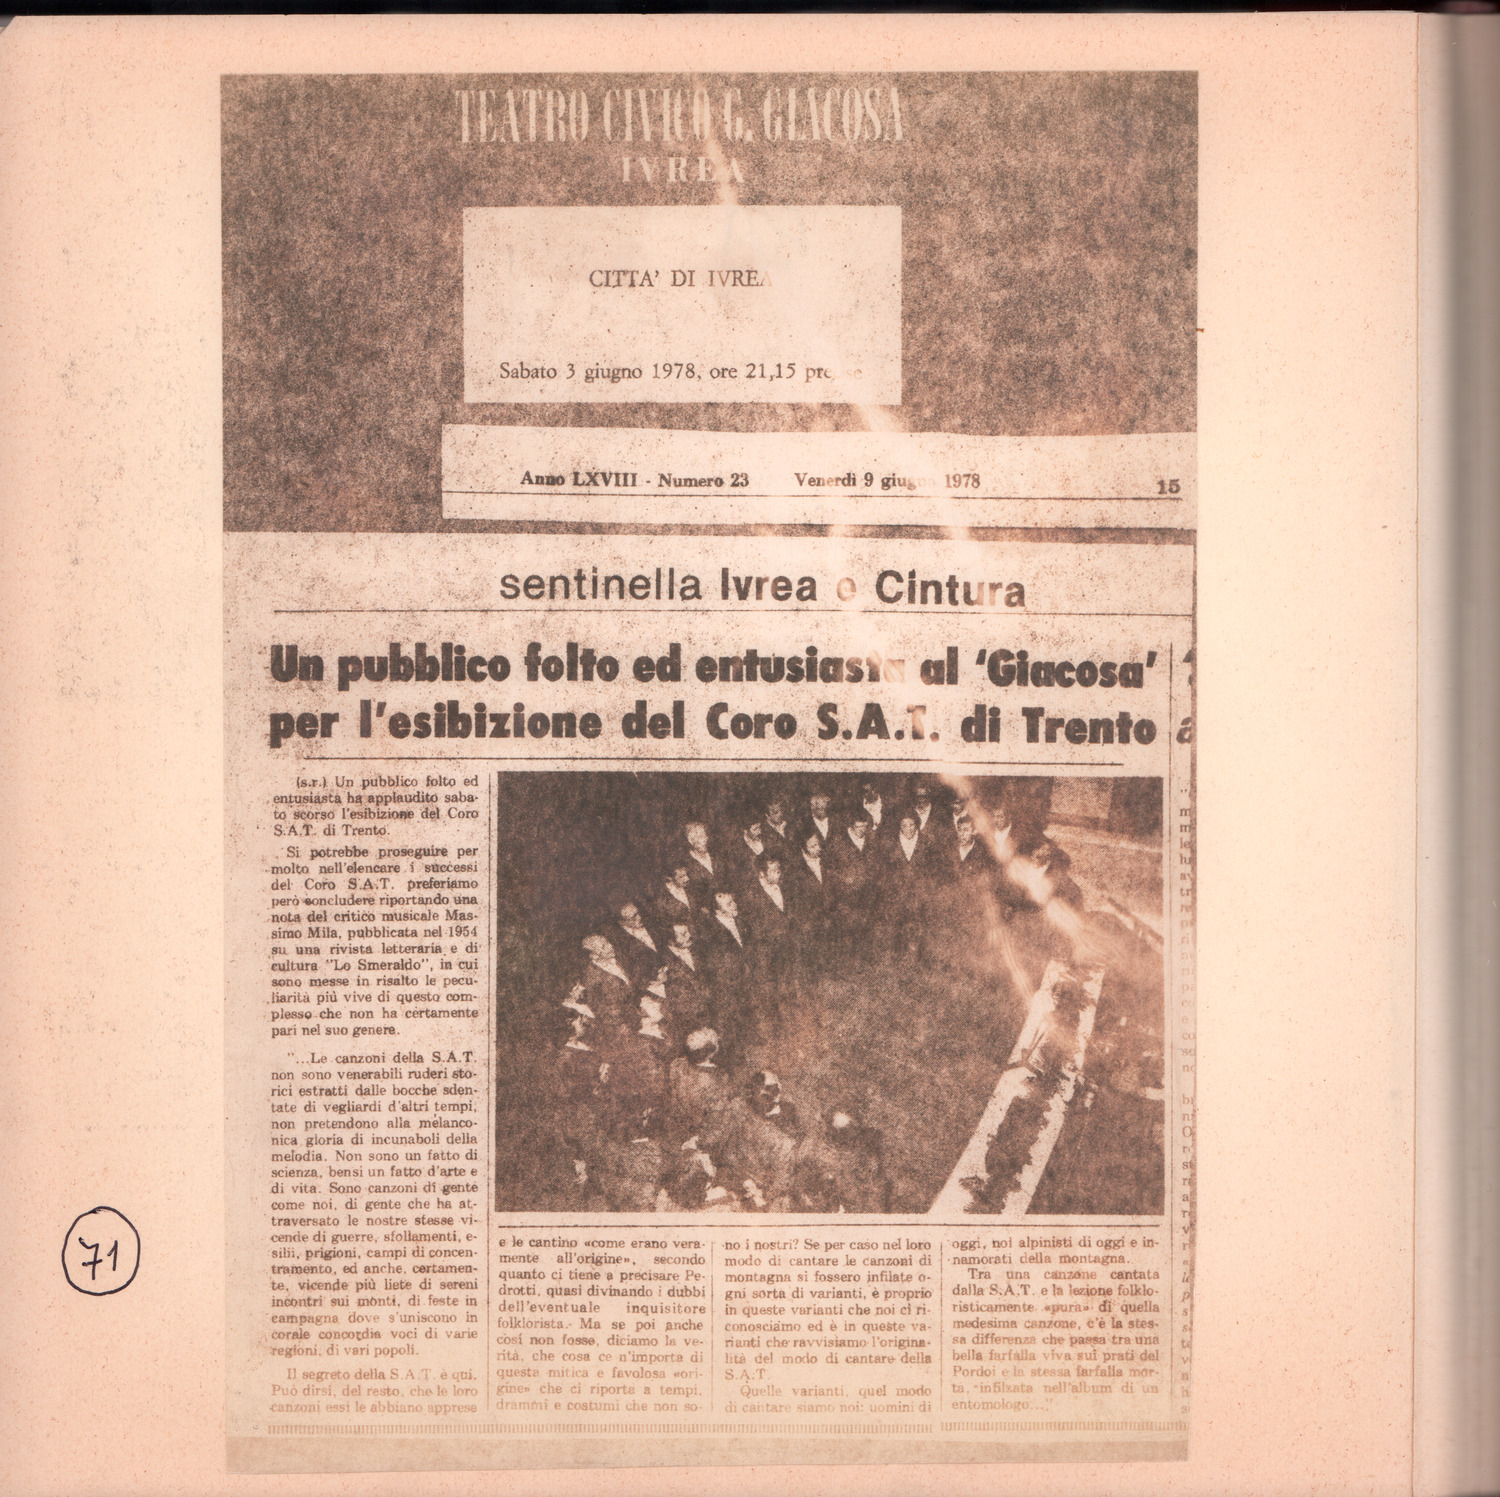 TEATRO CIVICO G. GIACOSA
IVREA
CITTA' DI IVREA
Sabato 3 giugno 1978, ore 21,15
Anno LXVIII - Numero 23 Venerdì 9 giugno 1978 15
sentinella Ivrea e Cintura
Un pubblico folto ed entusiasta al 'Giacosa'
per l'esibizione del Coro S.A.T. di Trento
(s.r.) Un pubblico folto ed
entusiasta ha applaudito saba-
to scorso l'esibizione del Coro
S.A.T. di Trento.
Si potrebbe proseguire per
molto nell'elencare i successi
del Coro S.A.T. preferiamo
però concludere riportando una
nota del critico musicale Mas-
simo Mila, pubblicata nel 1954
su una rivista letteraria e di
cultura "Lo Smeraldo", in cui
sono messe in risalto le pecu-
liarità più vive di questo com-
plesso che non ha certamente
pari nel suo genere.
"...Le canzoni della S.A.T.
non sono venerabili ruderi sto-
rici estratti dalle bocche sden-
tate di vegliardi d'altri tempi,
non pretendono alla melanco-
nica gloria di incunaboli della
melodia. Non sono un fatto di
scienza, bensì un fatto d'arte e
di vita. Sono canzoni di gente
come noi, di gente che ha at-
traversato le nostre stesse vi-
cende di guerre, sfollamenti, e-
silii, prigioni, campi di concen-
tramento, ed anche, certamen-
te, vicende più liete di sereni
incontri sui monti, di feste in
campagna dove s'uniscono in
corale concordia voci di varie
regioni, di vari popoli.
Il segreto della S.A.T. è qui.
Può dirsi, del resto, che le loro
canzoni essi le abbiano apprese
e le cantino «come erano vera-
mente all'origine», secondo
quanto ci tiene a precisare Pe-
drotti, quasi divinando i dubbi
dell'eventuale inquisitore
folklorista. Ma se poi anche
così non fosse, diciamo la ve-
rità, che cosa ce n'importa di
questa mitica e favolosa «ori-
gine» che ci riporta a tempi,
drammi e costumi che non so-
no i nostri? Se per caso nel loro
modo di cantare le canzoni di
montagna si fossero infilate o-
gni sorta di varianti, è proprio
in queste varianti che noi ci ri-
conosciamo ed è in queste va-
rianti che ravvisiamo l'origina-
lità del modo di cantare della
S.A.T.
Quelle varianti, quel modo
di cantare siamo noi: uomini di
oggi, noi alpinisti di oggi e in-
namorati della montagna.
Tra una canzone cantata
dalla S.A.T. e la lezione folklo-
risticamente «pura» di quella
medesima canzone, c'è la stes-
sa differenza che passa tra una
bella farfalla viva sui prati del
Pordoi e la stessa farfalla mor-
ta, infilzata nell'album di un
entomologo..."
71